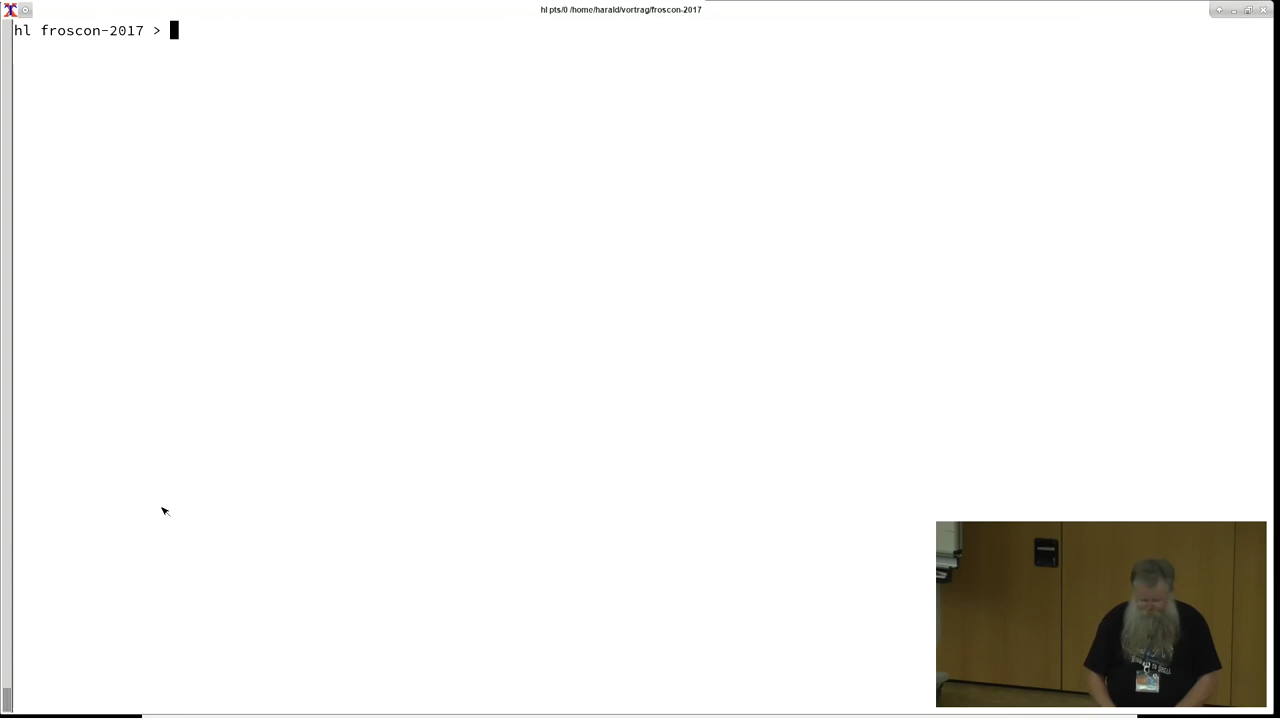 hl pts/0 /home/harald/vortrag/froscon-2017
hl froscon-2017 >